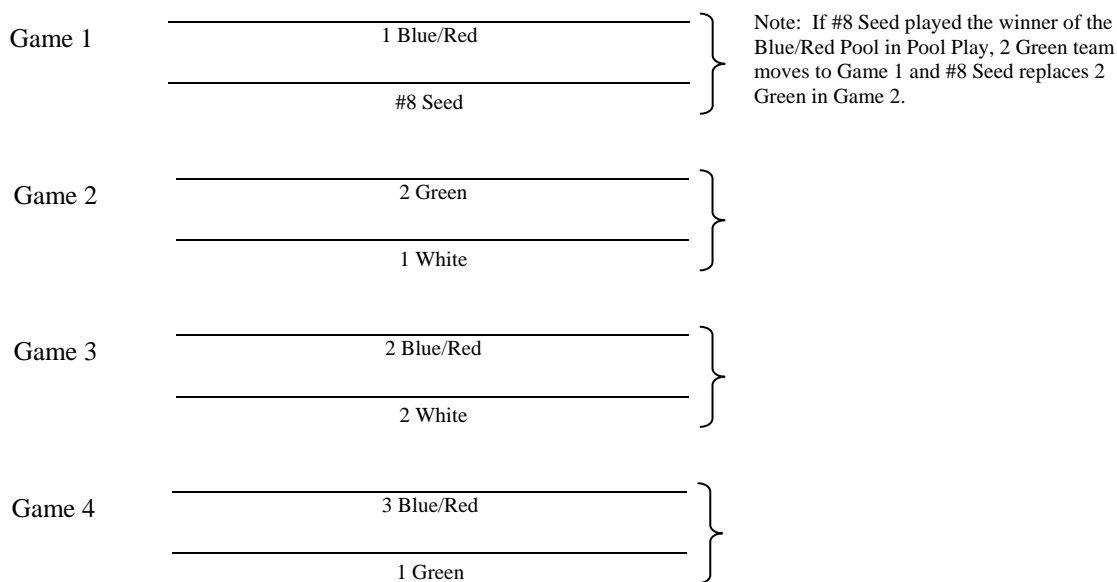 Game 1
1 Blue/Red
#8 Seed
Note: If #8 Seed played the winner of the
Blue/Red Pool in Pool Play, 2 Green team
moves to Game 1 and #8 Seed replaces 2
Green in Game 2.
Game 2
2 Green
1 White
Game 3
2 Blue/Red
2 White
Game 4
3 Blue/Red
1 Green